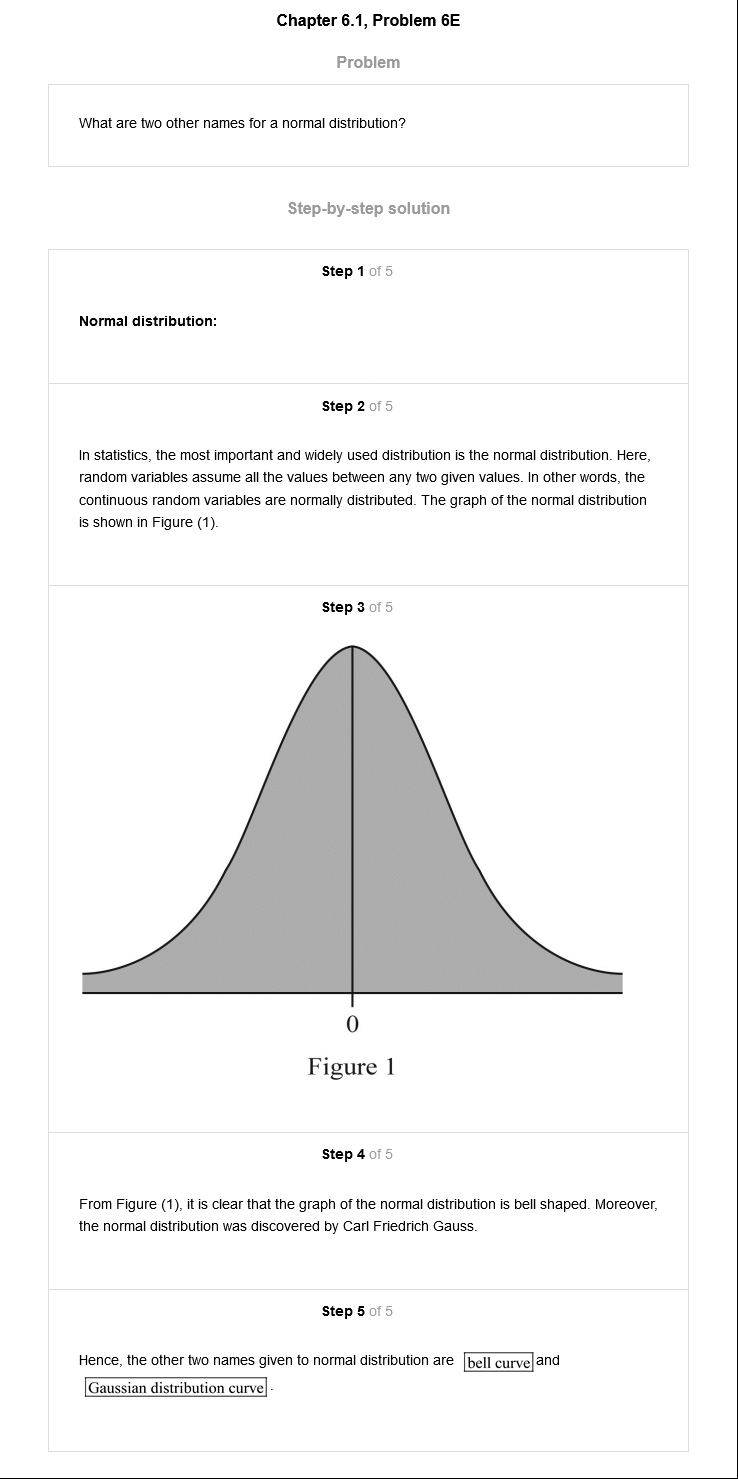 Chapter 6.1, Problem 6E
Problem
What are two other names for a normal distribution?
Step-by-step solution
Step 1 of 5
Normal distribution:
Step 2 of 5
In statistics, the most important and widely used distribution is the normal distribution. Here,
random variables assume all the values between any two given values. In other words, the
continuous random variables are normally distributed. The graph of the normal distribution
is shown in Figure (1).
Step 3 of 5
0
Figure 1
Step 4 of 5
From Figure (1), it is clear that the graph of the normal distribution is bell shaped. Moreover,
the normal distribution was discovered by Carl Friedrich Gauss.
Step 5 of 5
Hence, the other two names given to normal distribution are bell curve and
Gaussian distribution curve.